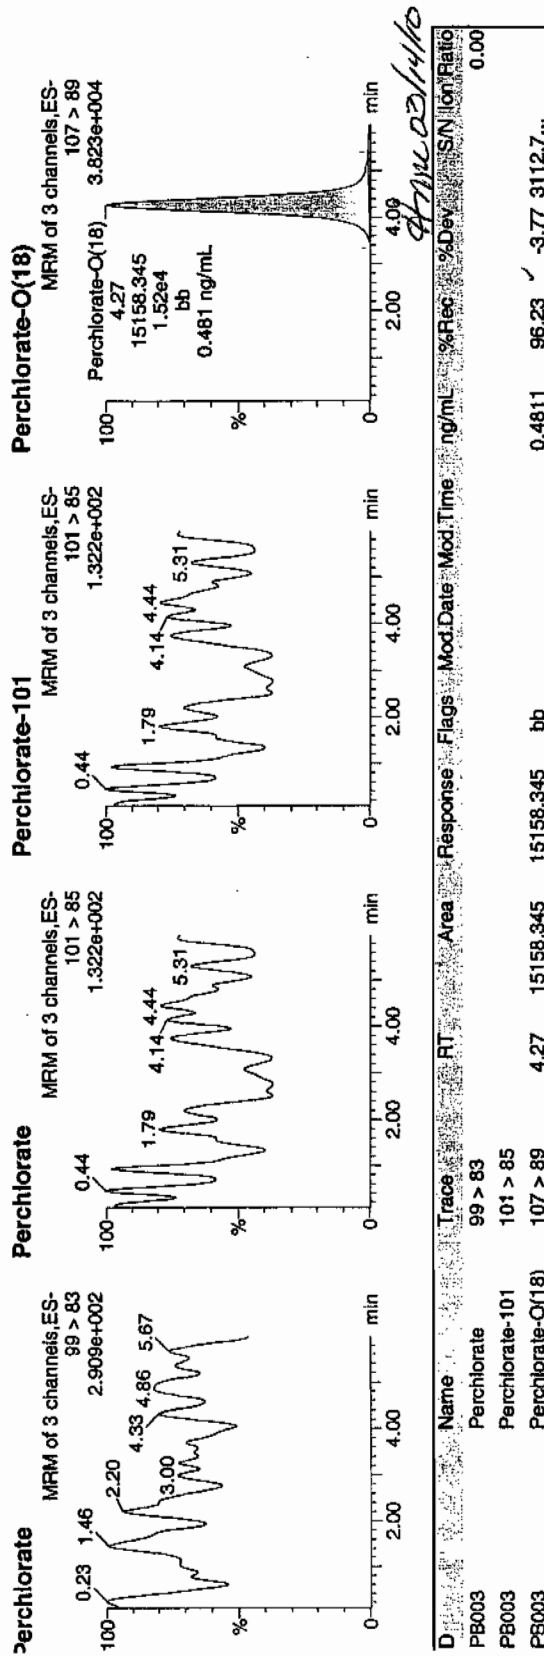 Perchlorate
MRM of 3 channels,ES-
99 > 83
2.909e+002
100
%
0
0.23
1.46
2.20
3.00
4.33
4.86
5.67
2.00
4.00
min
Perchlorate
MRM of 3 channels,ES-
101 > 85
1.322e+002
100
%
0
0.44
1.79
4.14
4.44
5.31
2.00
4.00
min
Perchlorate-101
MRM of 3 channels,ES-
101 > 85
1.322e+002
100
%
0
0.44
1.79
4.14
4.44
5.31
2.00
4.00
min
Perchlorate-O(18)
MRM of 3 channels,ES-
107 > 89
3.823e+004
100
%
0
Perchlorate-O(18)
4.27
15158.345
1.52e4
bb
0.481 ng/mL
2.00
4.00
min
03/14/10
D Name Trace RT Area Response Flags Mod.Date Mod.Time ng/mL %Rec %Dev S/N Ion Ratio
PB003 Perchlorate 99 > 83 0.00
PB003 Perchlorate-101 101 > 85
PB003 Perchlorate-O(18) 107 > 89 4.27 15158.345 15158.345 bb 0.4811 96.23 ✓ -3.77 3112.7...